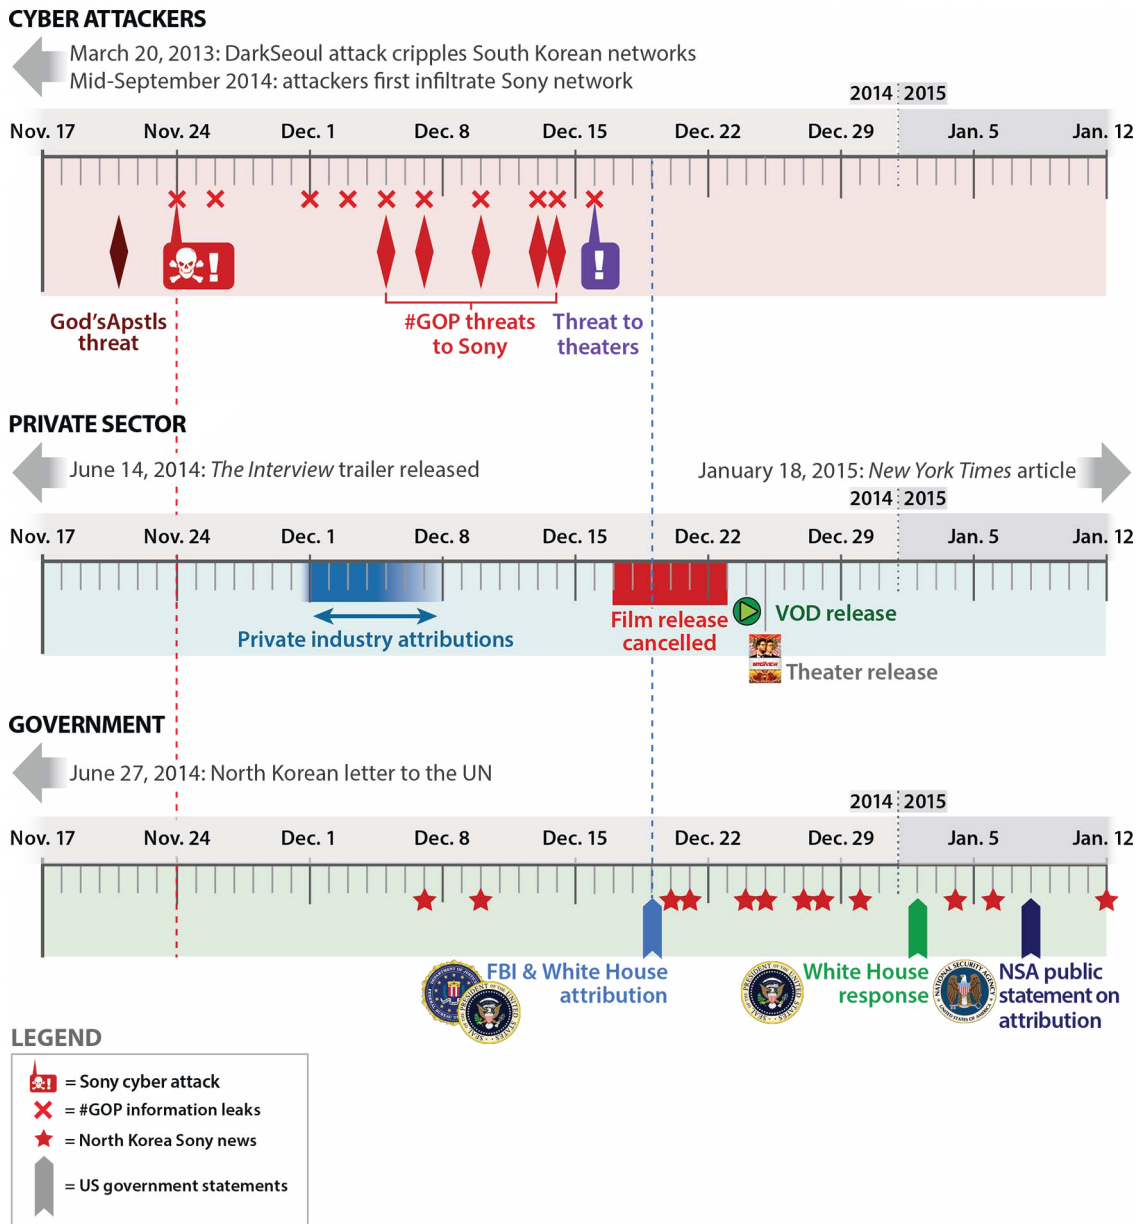 CYBER ATTACKERS
March 20, 2013: DarkSeoul attack cripples South Korean networks
Mid-September 2014: attackers first infiltrate Sony network
2014 2015
Nov. 17 Nov. 24 Dec. 1 Dec. 8 Dec. 15 Dec. 22 Dec. 29 Jan. 5 Jan. 12
!
!
God'sApstls
threat
#GOP threats
to Sony
Threat to
theaters
PRIVATE SECTOR
June 14, 2014: The Interview trailer released
January 18, 2015: New York Times article
2014 2015
Nov. 17 Nov. 24 Dec. 1 Dec. 8 Dec. 15 Dec. 22 Dec. 29 Jan. 5 Jan. 12
Private industry attributions
Film release
cancelled
VOD release
Theater release
GOVERNMENT
June 27, 2014: North Korean letter to the UN
2014 2015
Nov. 17 Nov. 24 Dec. 1 Dec. 8 Dec. 15 Dec. 22 Dec. 29 Jan. 5 Jan. 12
FBI & White House
attribution
White House
response
NSA public
statement on
attribution
LEGEND
! = Sony cyber attack
= #GOP information leaks
= North Korea Sony news
= US government statements